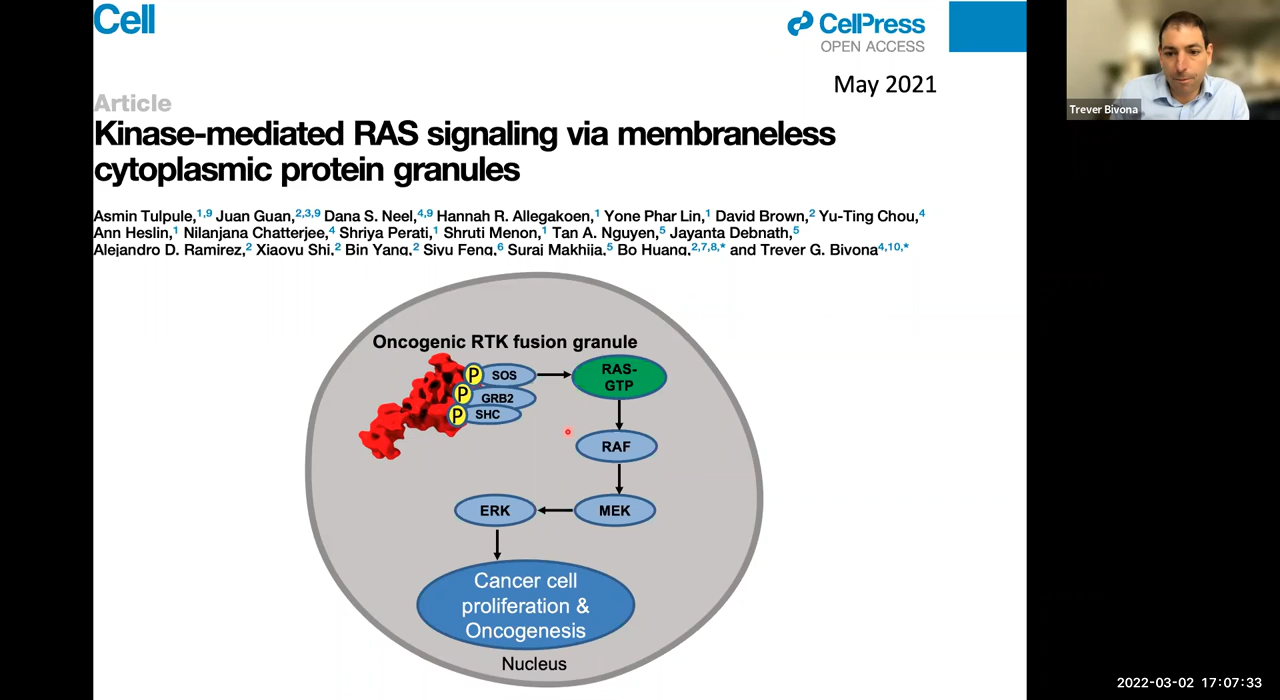 Cell
CellPress
OPEN ACCESS
May 2021
Article
Kinase-mediated RAS signaling via membraneless
cytoplasmic protein granules
Asmin Tulpule,1,9 Juan Guan,2,3,9 Dana S. Neel,4,9 Hannah R. Allegakoen,1 Yone Phar Lin,1 David Brown,2 Yu-Ting Chou,4
Ann Heslin,1 Nilanjana Chatterjee,4 Shriya Perati,1 Shruti Menon,1 Tan A. Nguyen,5 Jayanta Debnath,5
Alejandro D. Ramirez,2 Xiaoyu Shi,2 Bin Yang,2 Siyu Feng,6 Suraj Makhija,5 Bo Huang,2,7,8,* and Trever G. Bivona4,10,*
Oncogenic RTK fusion granule
P SOS
P GRB2
P SHC
RAS-
GTP
RAF
MEK
ERK
Cancer cell
proliferation &
Oncogenesis
Nucleus
Trever Bivona
2022-03-02 17:07:33